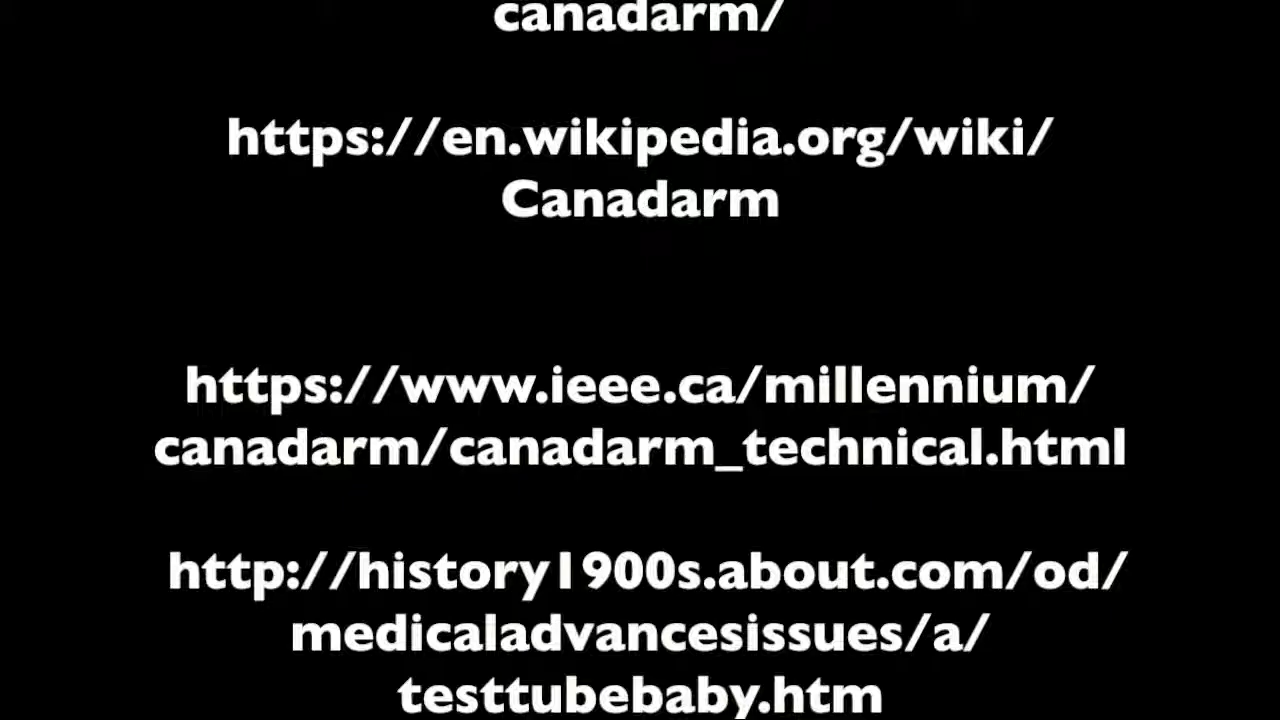 canadarm/
https://en.wikipedia.org/wiki/
Canadarm
https://www.ieee.ca/millennium/
canadarm/canadarm_technical.html
http://history1900s.about.com/od/
medicaladvancesissues/a/
testtubebaby.htm